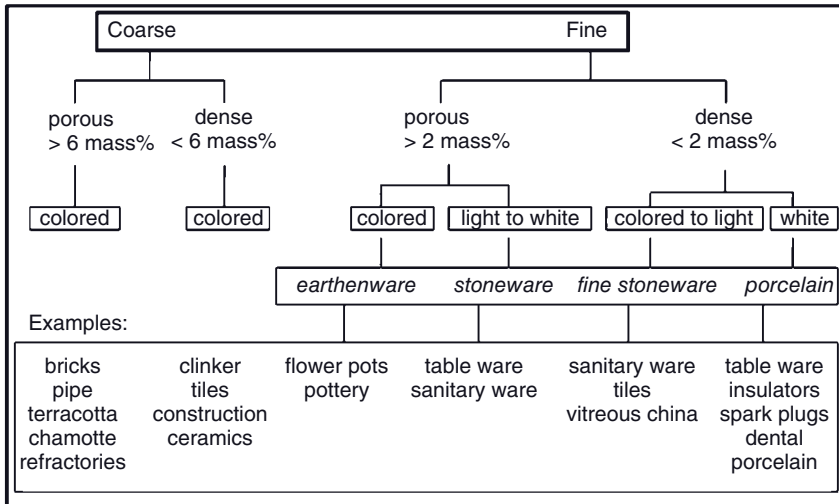 Coarse Fine
porous dense porous dense
> 6 mass% < 6 mass% > 2 mass% < 2 mass%
colored colored colored light to white colored to light white
earthenware stoneware fine stoneware porcelain
Examples:
bricks clinker flower pots table ware sanitary ware table ware
pipe tiles pottery sanitary ware tiles insulators
terracotta construction vitreous china spark plugs
chamotte ceramics dental
refractories porcelain